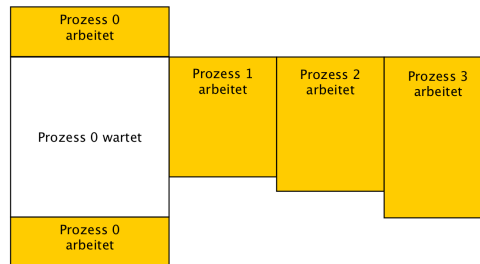 Prozess 0
arbeitet
Prozess 1
arbeitet
Prozess 2
arbeitet
Prozess 3
arbeitet
Prozess 0 wartet
Prozess 0
arbeitet